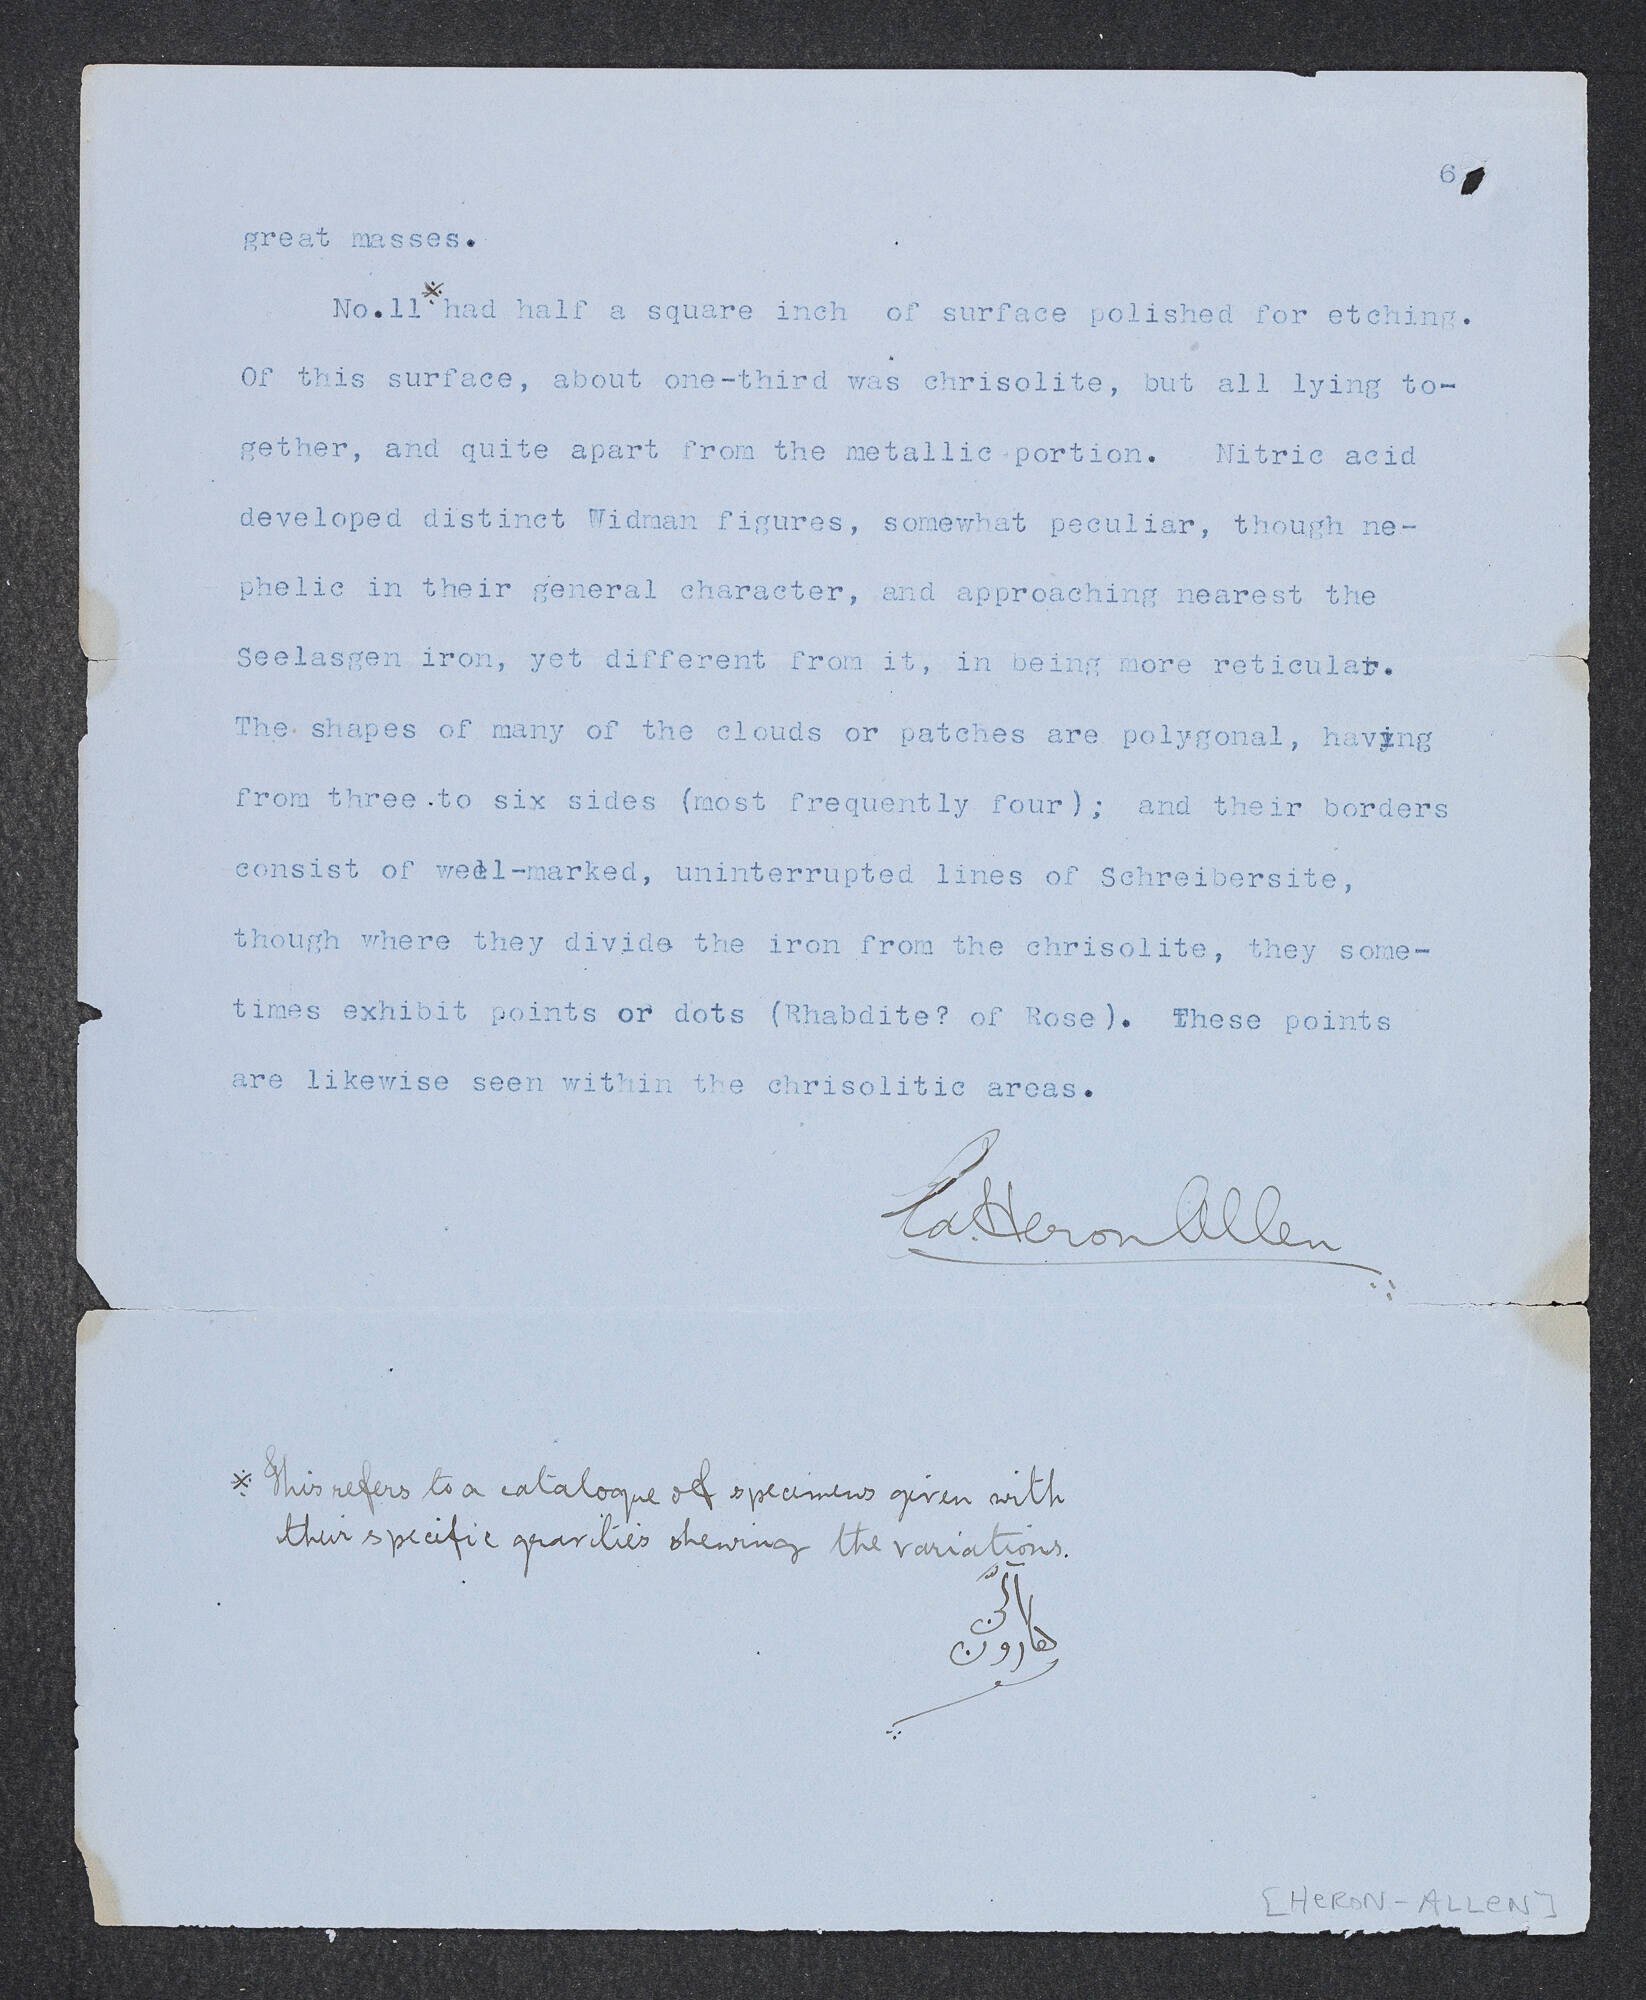 6
great masses.
No.11※ had half a square inch of surface polished for etching.
Of this surface, about one-third was chrisolite, but all lying to-
gether, and quite apart from the metallic portion. Nitric acid
developed distinct Widman figures, somewhat peculiar, though ne-
phelic in their general character, and approaching nearest the
Seelasgen iron, yet different from it, in being more reticular.
The shapes of many of the clouds or patches are polygonal, having
from three to six sides (most frequently four); and their borders
consist of well-marked, uninterrupted lines of Schreibersite,
though where they divide the iron from the chrisolite, they some-
times exhibit points or dots (Rhabdite? of Rose). These points
are likewise seen within the chrisolitic areas.
Ed. Heron Allen
※ This refers to a catalogue of specimens given with
their specific gravities shewing the variations.
آلن
هارون
[HERON-ALLEN]